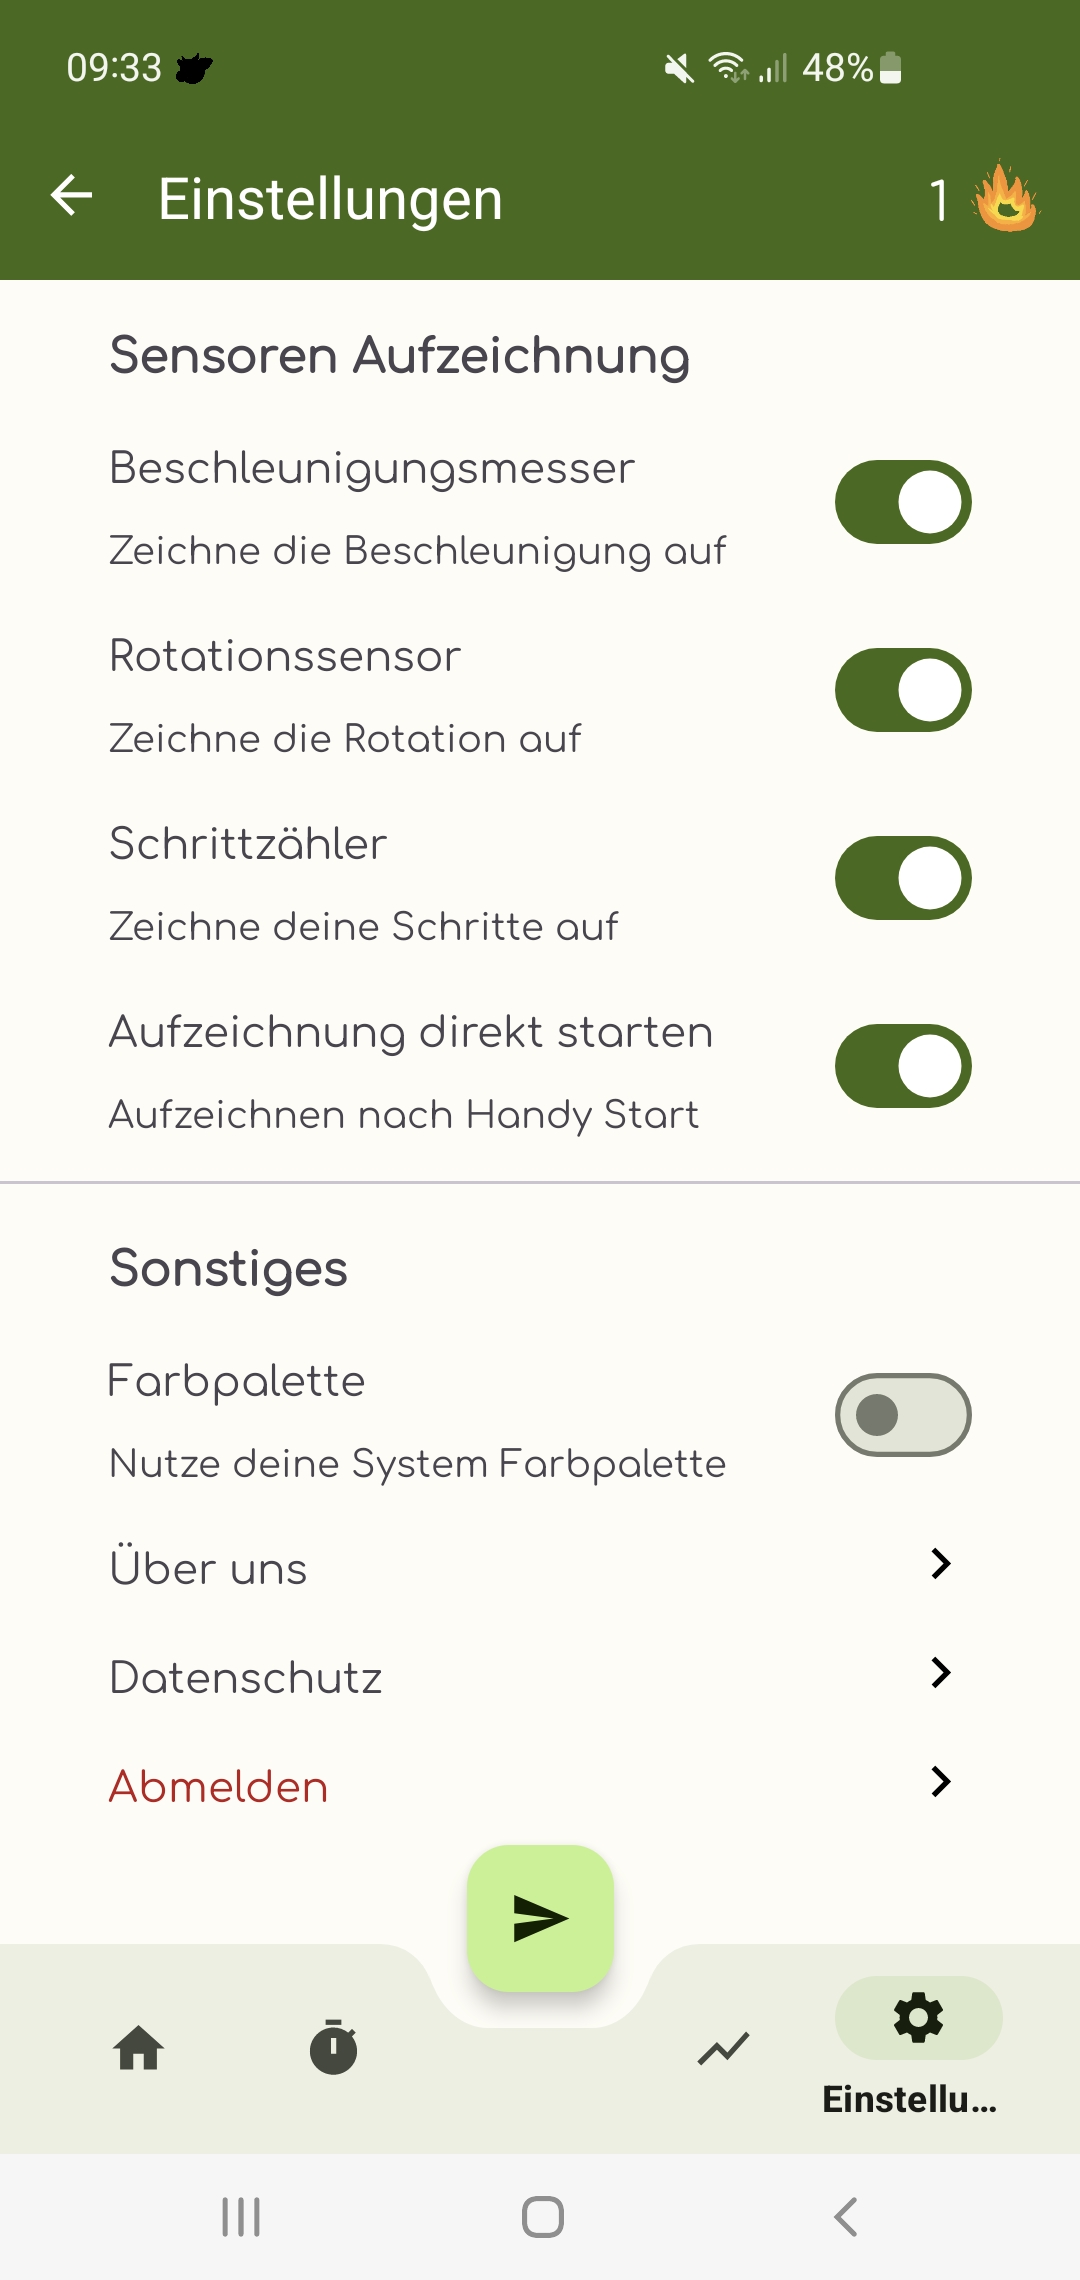 09:33 48%
Einstellungen 1
Sensoren Aufzeichnung
Beschleunigungsmesser
Zeichne die Beschleunigung auf
Rotationssensor
Zeichne die Rotation auf
Schrittzähler
Zeichne deine Schritte auf
Aufzeichnung direkt starten
Aufzeichnen nach Handy Start
Sonstiges
Farbpalette
Nutze deine System Farbpalette
Über uns
Datenschutz
Abmelden
Einstellu...